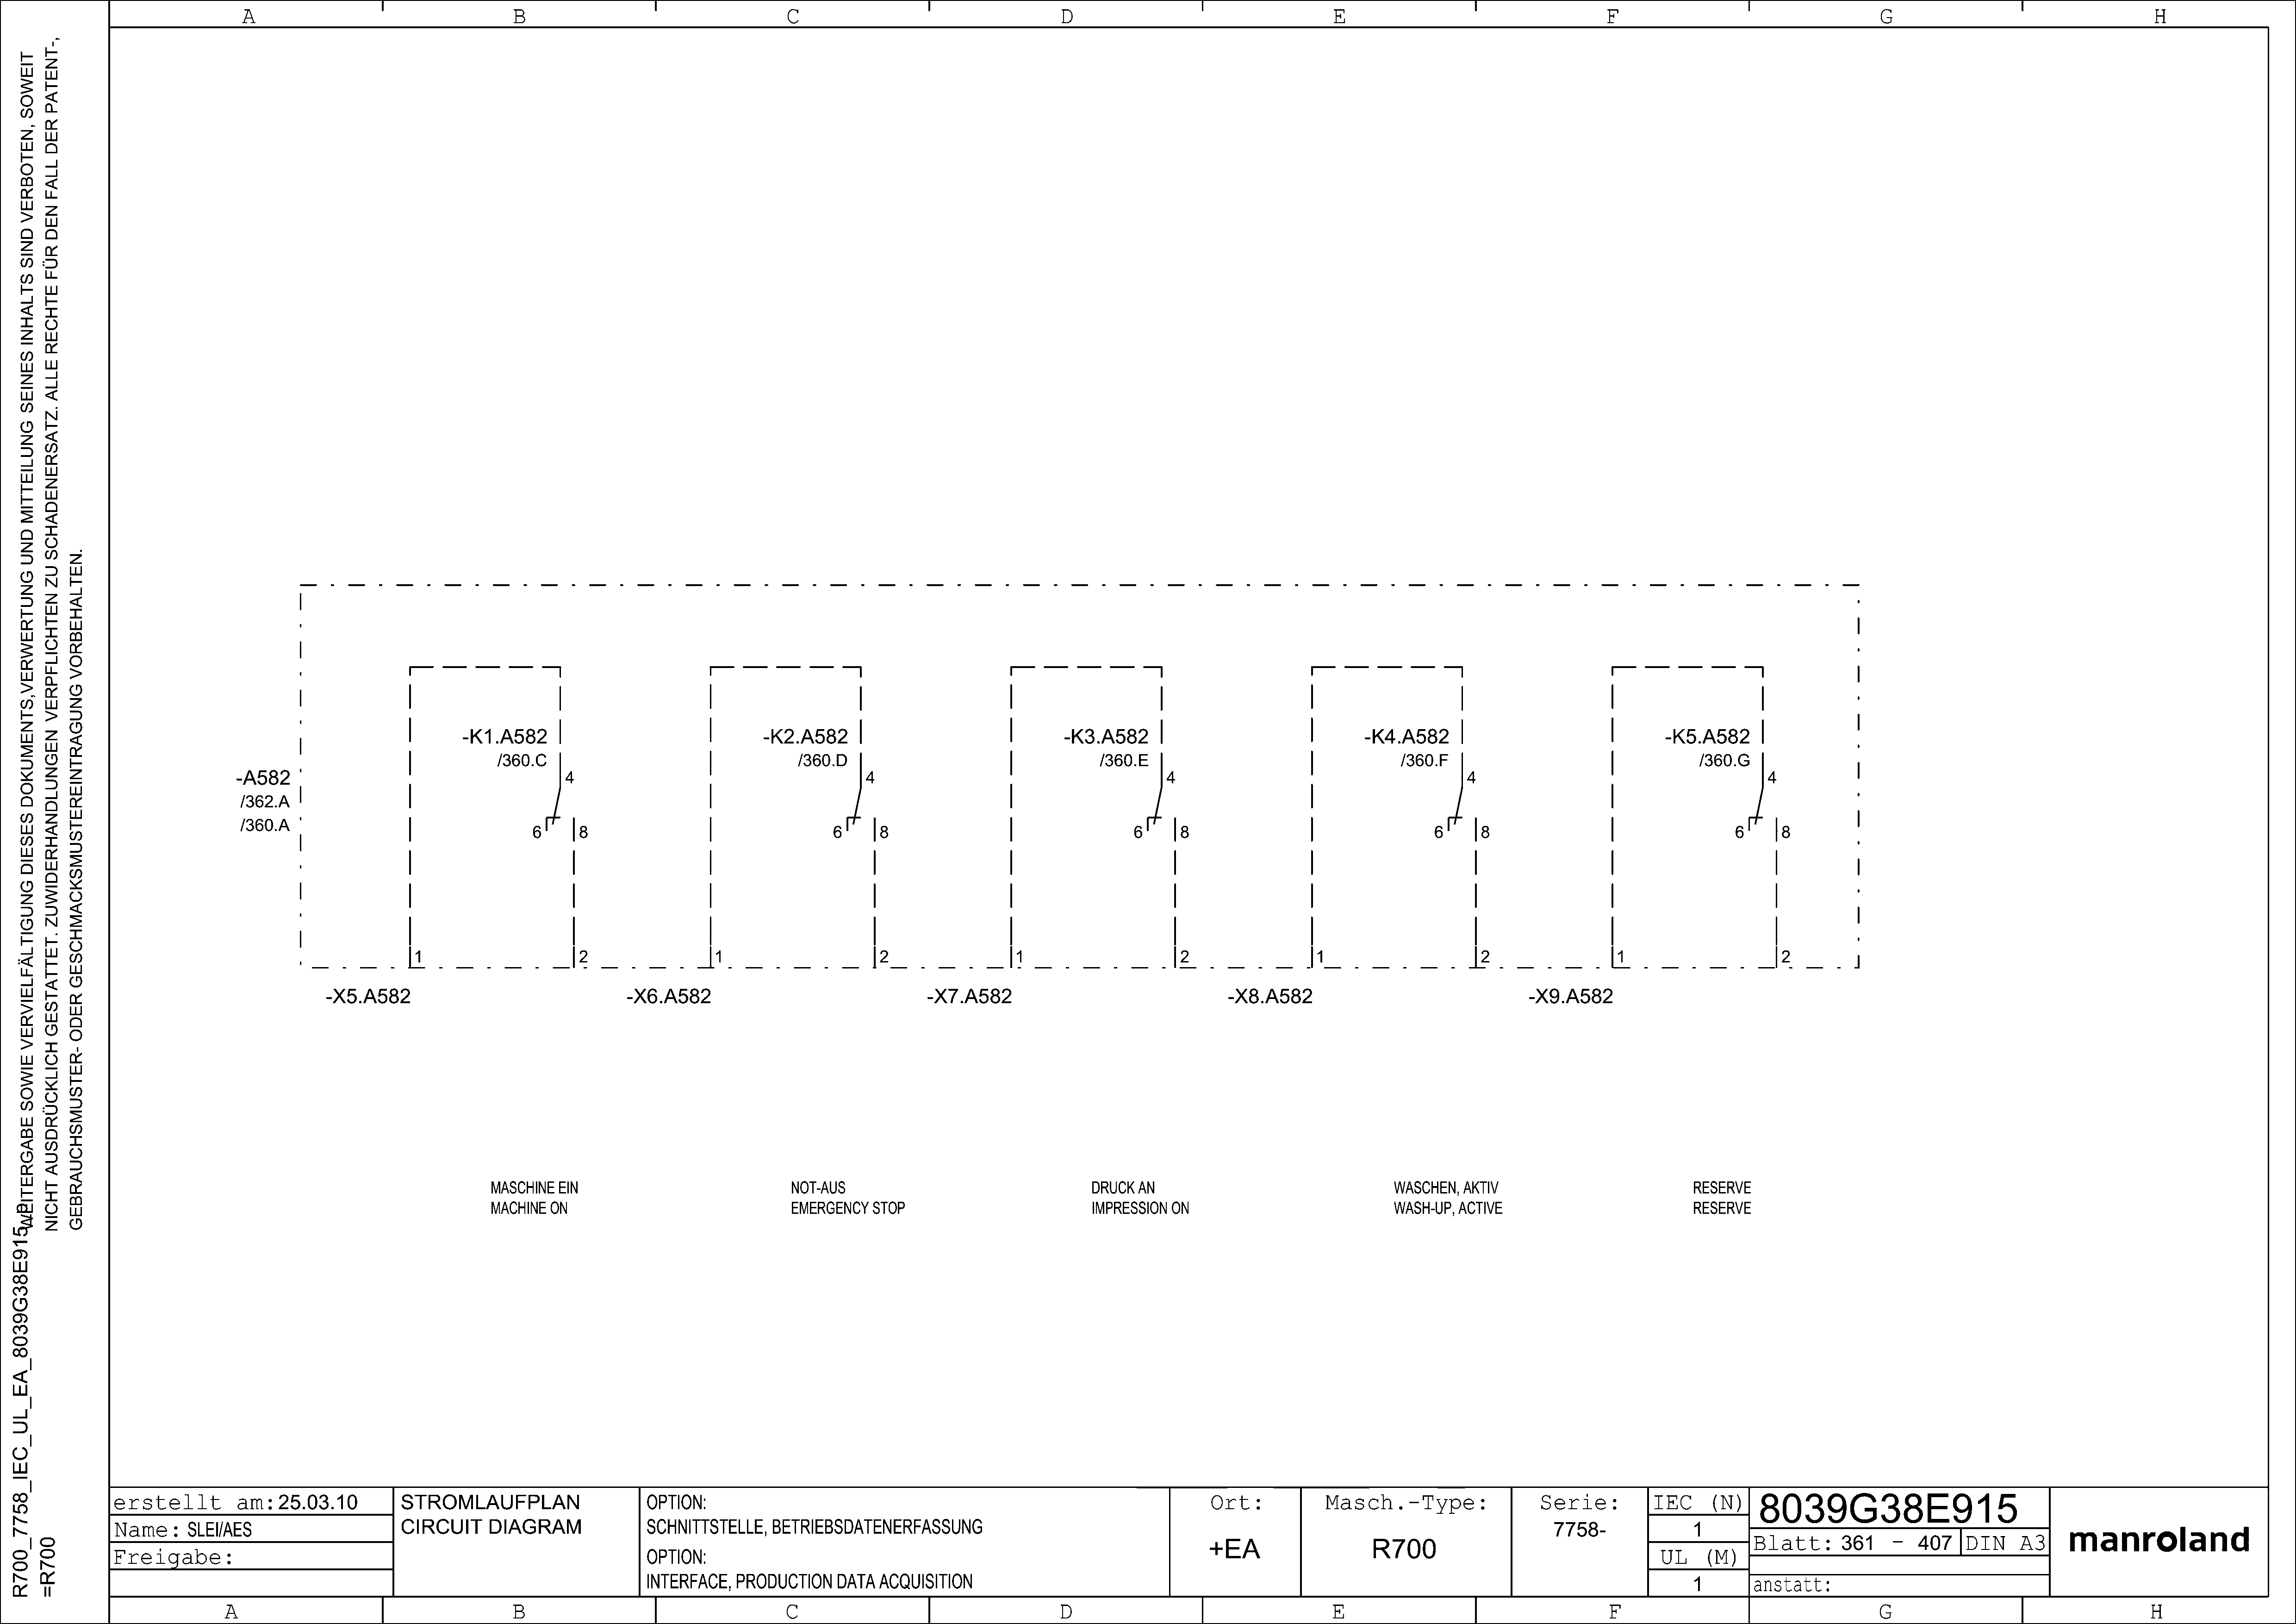 A B C D E F G H
WEITERGABE SOWIE VERVIELFÄLTIGUNG DIESES DOKUMENTS,VERWERTUNG UND MITTEILUNG SEINES INHALTS SIND VERBOTEN, SOWEIT
NICHT AUSDRÜCKLICH GESTATTET. ZUWIDERHANDLUNGEN VERPFLICHTEN ZU SCHADENERSATZ. ALLE RECHTE FÜR DEN FALL DER PATENT-,
GEBRAUCHSMUSTER- ODER GESCHMACKSMUSTEREINTRAGUNG VORBEHALTEN.
R700_7758_IEC_UL_EA_8039G38E915_p
=R700
-K1.A582 -K2.A582 -K3.A582 -K4.A582 -K5.A582
/360.C /360.D /360.E /360.F /360.G
-A582 4 4 4 4 4
/362.A
/360.A
6 8 6 8 6 8 6 8 6 8
1 2 1 2 1 2 1 2 1 2
-X5.A582 -X6.A582 -X7.A582 -X8.A582 -X9.A582
MASCHINE EIN NOT-AUS DRUCK AN WASCHEN, AKTIV RESERVE
MACHINE ON EMERGENCY STOP IMPRESSION ON WASH-UP, ACTIVE RESERVE
erstellt am: 25.03.10
Name: SLEI/AES
Freigabe:
STROMLAUFPLAN
CIRCUIT DIAGRAM
OPTION:
SCHNITTSTELLE, BETRIEBSDATENERFASSUNG
OPTION:
INTERFACE, PRODUCTION DATA ACQUISITION
Ort:
+EA
Masch.-Type:
R700
Serie:
7758-
IEC (N)
1
UL (M)
1
8039G38E915
Blatt: 361 - 407 DIN A3
anstatt:
manroland
A B C D E F G H